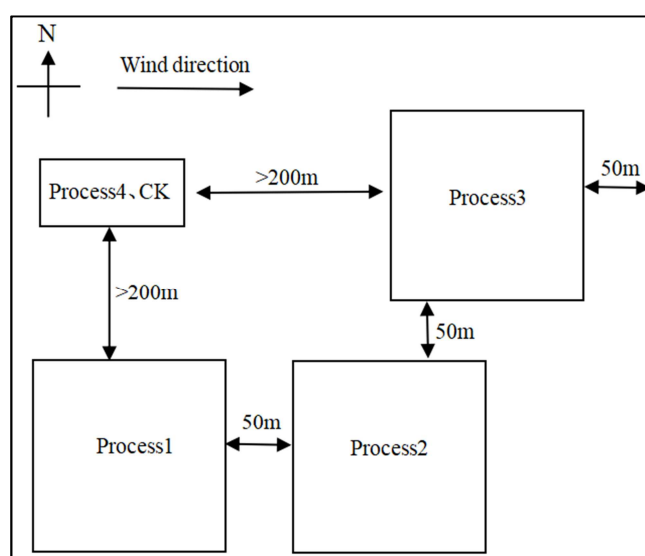 N
Wind direction
Process4、CK
>200m
Process3
50m
>200m
50m
Process1
50m
Process2